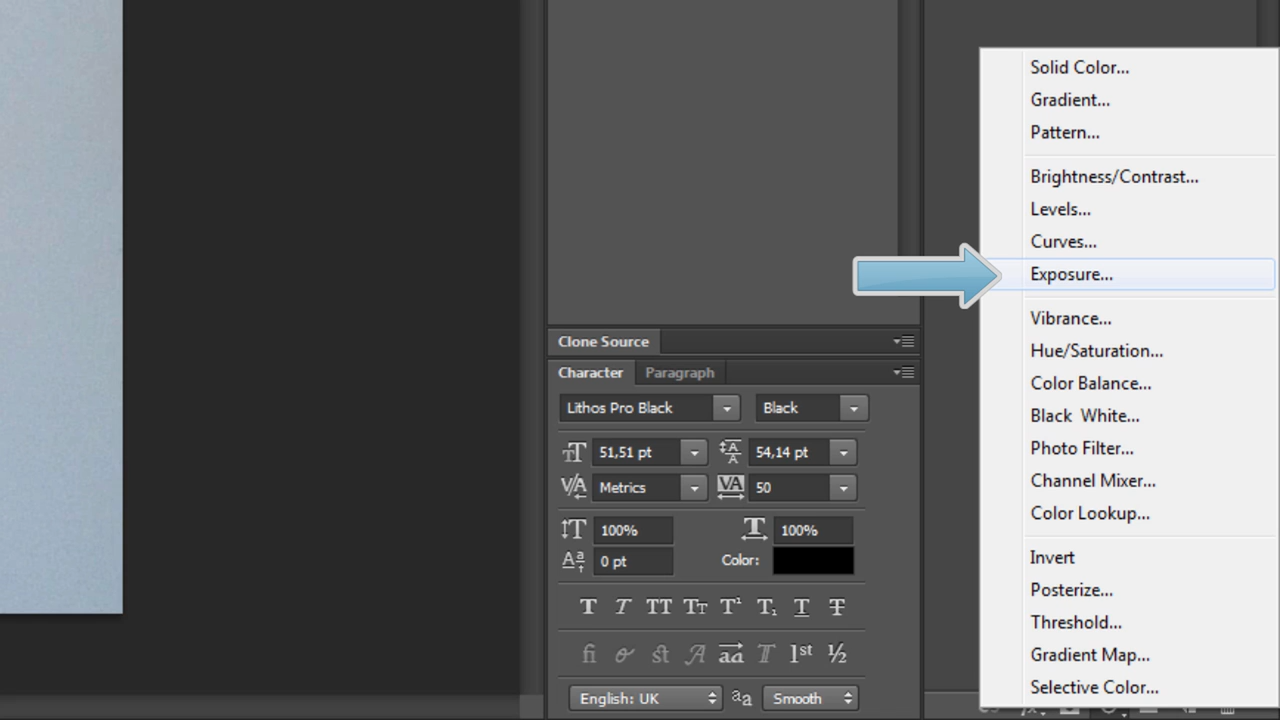 Solid Color...
Gradient...
Pattern...
Brightness/Contrast...
Levels...
Curves...
Exposure...
Vibrance...
Hue/Saturation...
Color Balance...
Black  White...
Photo Filter...
Channel Mixer...
Color Lookup...
Invert
Posterize...
Threshold...
Gradient Map...
Selective Color...
Clone Source
Character Paragraph
Lithos Pro Black Black
51,51 pt 54,14 pt
Metrics 50
100% 100%
0 pt Color:
T T TT Tt T¹ T₁ T T
fi st A aa T 1st ½
English: UK aa Smooth